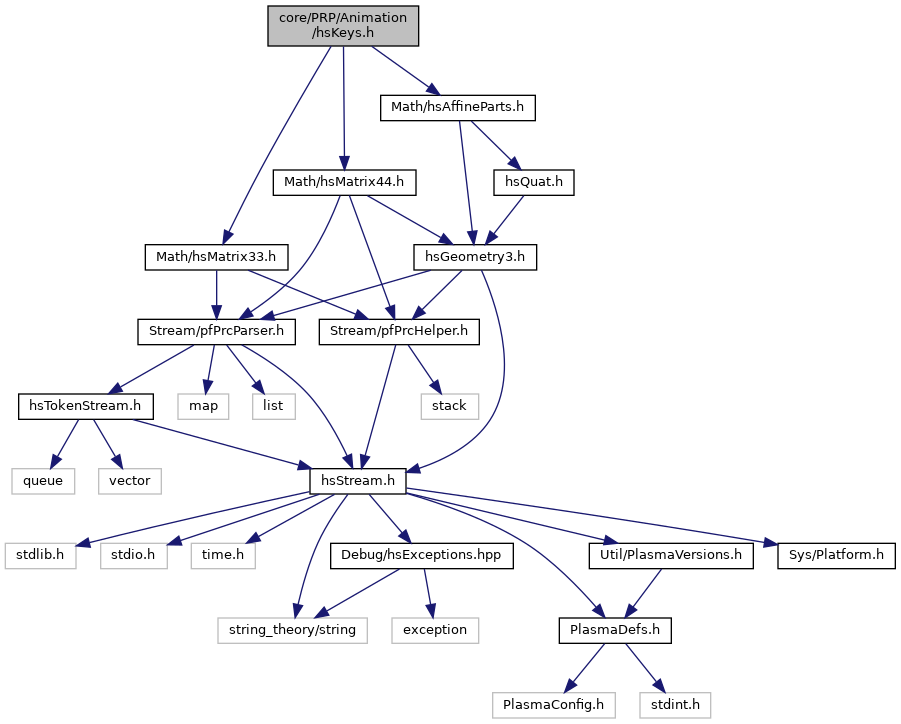 core/PRP/Animation
/hsKeys.h
Math/hsAffineParts.h
Math/hsMatrix44.h
hsQuat.h
Math/hsMatrix33.h
hsGeometry3.h
Stream/pfPrcParser.h
Stream/pfPrcHelper.h
hsTokenStream.h
map
list
stack
queue
vector
hsStream.h
stdlib.h
stdio.h
time.h
Debug/hsExceptions.hpp
Util/PlasmaVersions.h
Sys/Platform.h
string_theory/string
exception
PlasmaDefs.h
PlasmaConfig.h
stdint.h